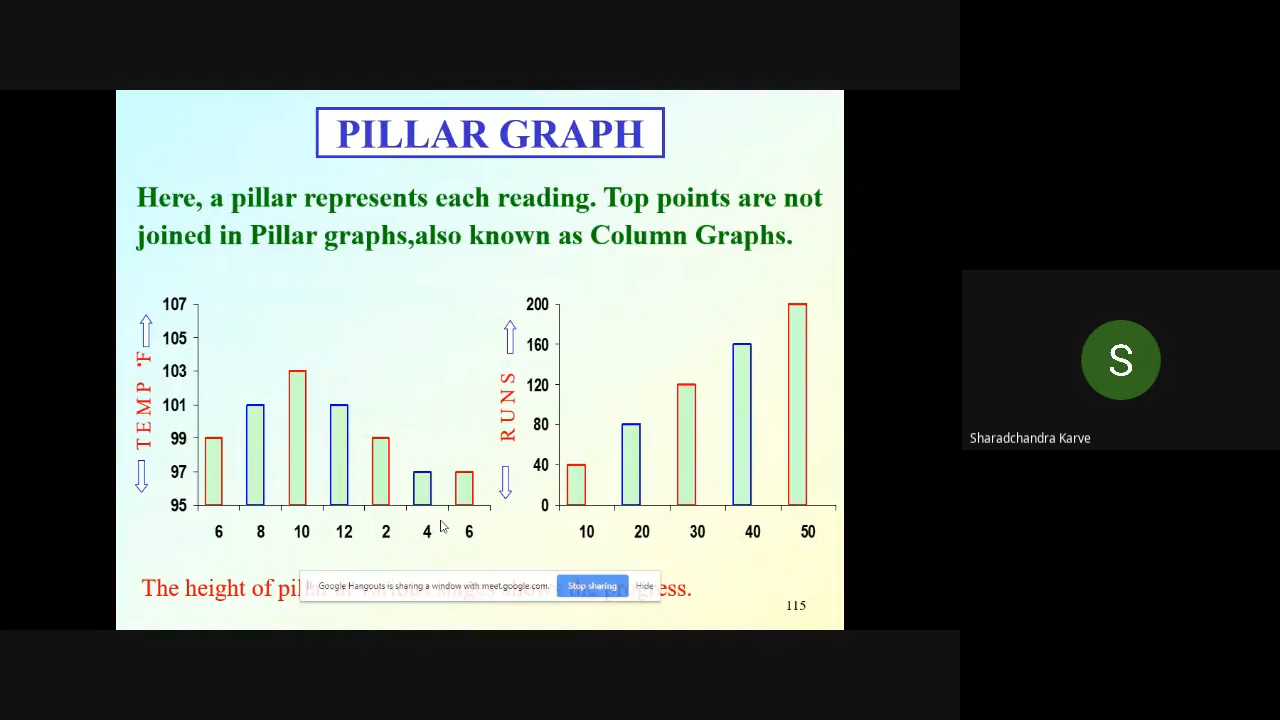 PILLAR GRAPH
Here, a pillar represents each reading. Top points are not
joined in Pillar graphs,also known as Column Graphs.
107
105
103
101
99
97
95
TEMP °F
6 8 10 12 2 4 6
200
160
120
80
40
0
RUNS
10 20 30 40 50
The height of
Google Hangouts is sharing a window with meet.google.com.
Stop sharing
Hide
115
S
Sharadchandra Karve